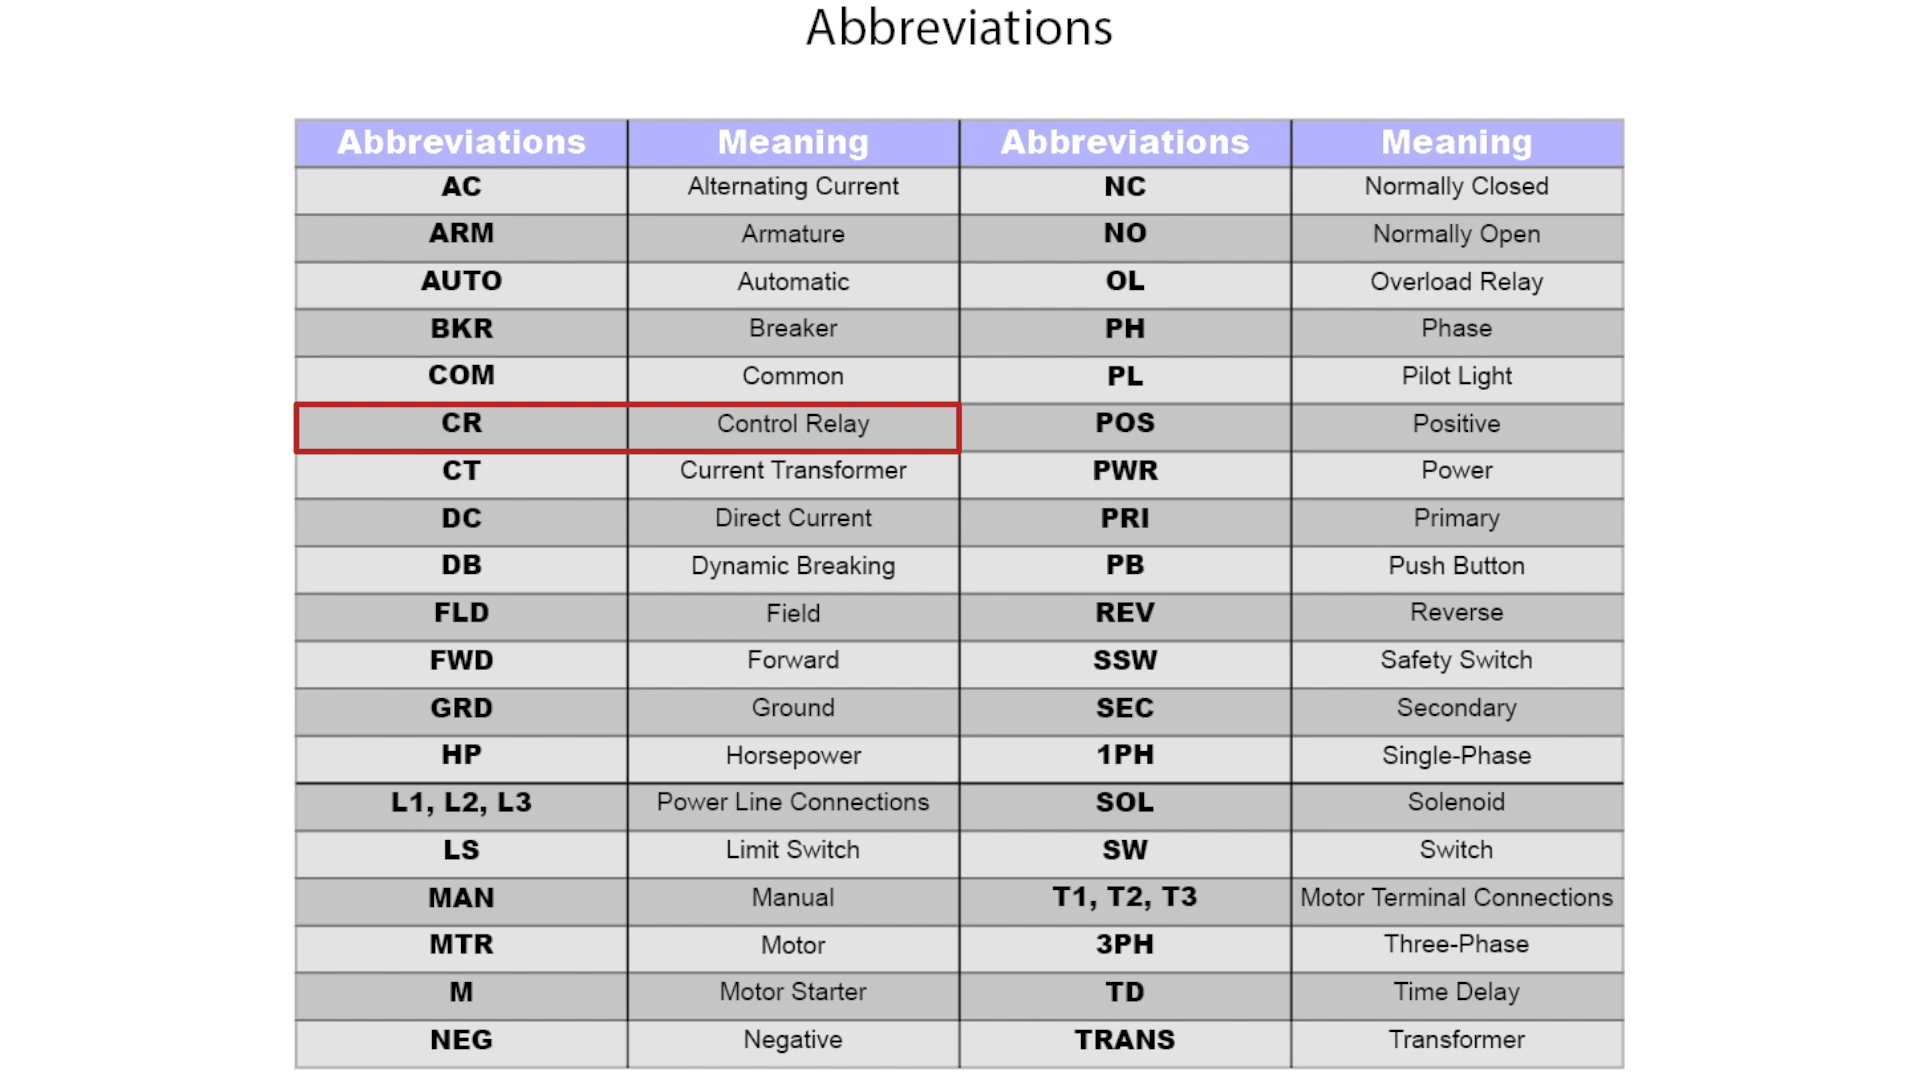 Abbreviations
Abbreviations Meaning Abbreviations Meaning
AC Alternating Current NC Normally Closed
ARM Armature NO Normally Open
AUTO Automatic OL Overload Relay
BKR Breaker PH Phase
COM Common PL Pilot Light
CR Control Relay POS Positive
CT Current Transformer PWR Power
DC Direct Current PRI Primary
DB Dynamic Breaking PB Push Button
FLD Field REV Reverse
FWD Forward SSW Safety Switch
GRD Ground SEC Secondary
HP Horsepower 1PH Single-Phase
L1, L2, L3 Power Line Connections SOL Solenoid
LS Limit Switch SW Switch
MAN Manual T1, T2, T3 Motor Terminal Connections
MTR Motor 3PH Three-Phase
M Motor Starter TD Time Delay
NEG Negative TRANS Transformer